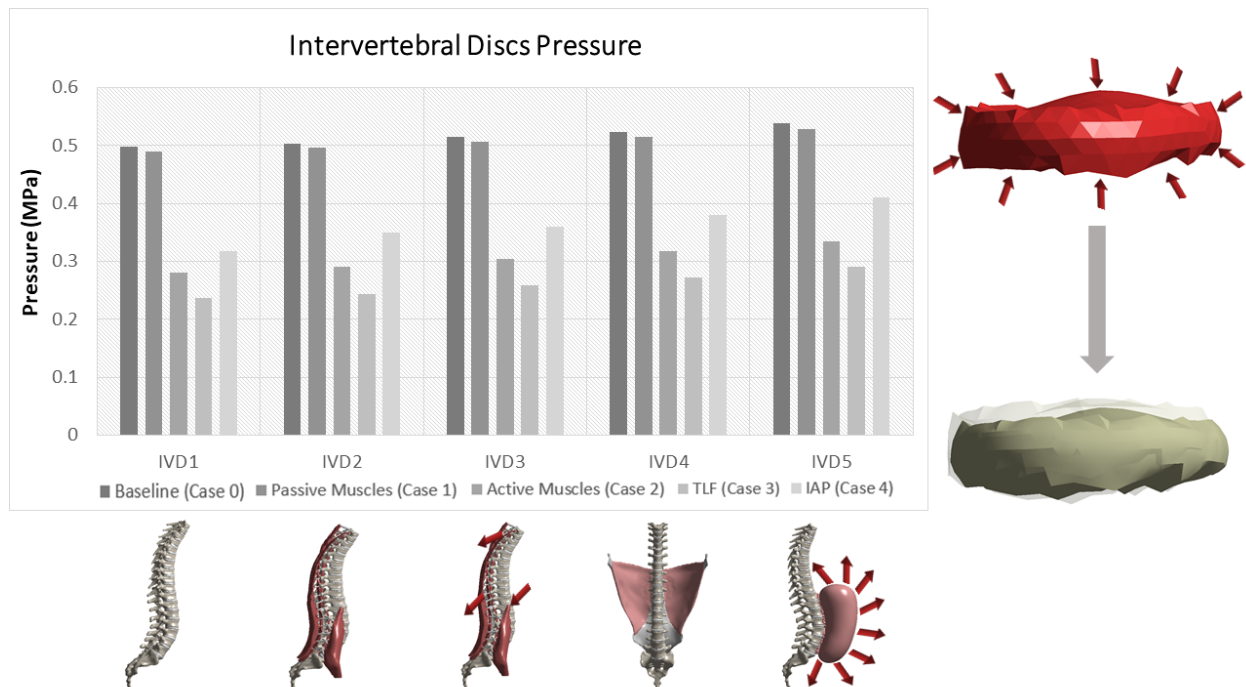 Intervertebral Discs Pressure
Pressure (MPa)
0.6
0.5
0.4
0.3
0.2
0.1
0
IVD1 IVD2 IVD3 IVD4 IVD5
Baseline (Case 0) Passive Muscles (Case 1) Active Muscles (Case 2) TLF (Case 3) IAP (Case 4)